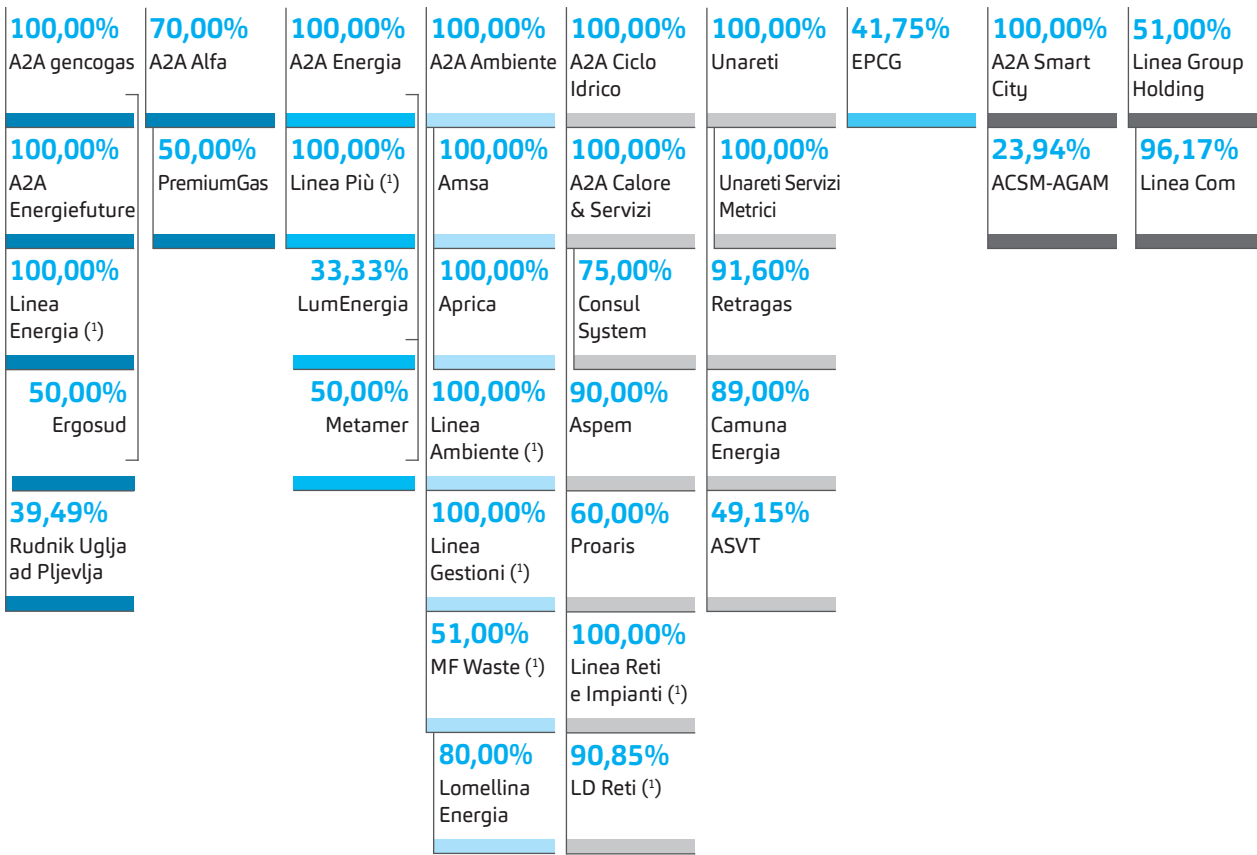 100,00%
A2A gencogas
70,00%
A2A Alfa
100,00%
A2A Energia
100,00%
A2A Ambiente
100,00%
A2A Ciclo
Idrico
100,00%
Unareti
41,75%
EPCG
100,00%
A2A Smart
City
51,00%
Linea Group
Holding
100,00%
A2A
Energiefuture
50,00%
PremiumGas
100,00%
Linea Più (¹)
100,00%
Amsa
100,00%
A2A Calore
& Servizi
100,00%
Unareti Servizi
Metrici
23,94%
ACSM-AGAM
96,17%
Linea Com
100,00%
Linea
Energia (¹)
33,33%
LumEnergia
100,00%
Aprica
75,00%
Consul
System
91,60%
Retragas
50,00%
Ergosud
50,00%
Metamer
100,00%
Linea
Ambiente (¹)
90,00%
Aspem
89,00%
Camuna
Energia
39,49%
Rudnik Uglja
ad Pljevlja
100,00%
Linea
Gestioni (¹)
60,00%
Proaris
49,15%
ASVT
51,00%
MF Waste (¹)
100,00%
Linea Reti
e Impianti (¹)
80,00%
Lomellina
Energia
90,85%
LD Reti (¹)